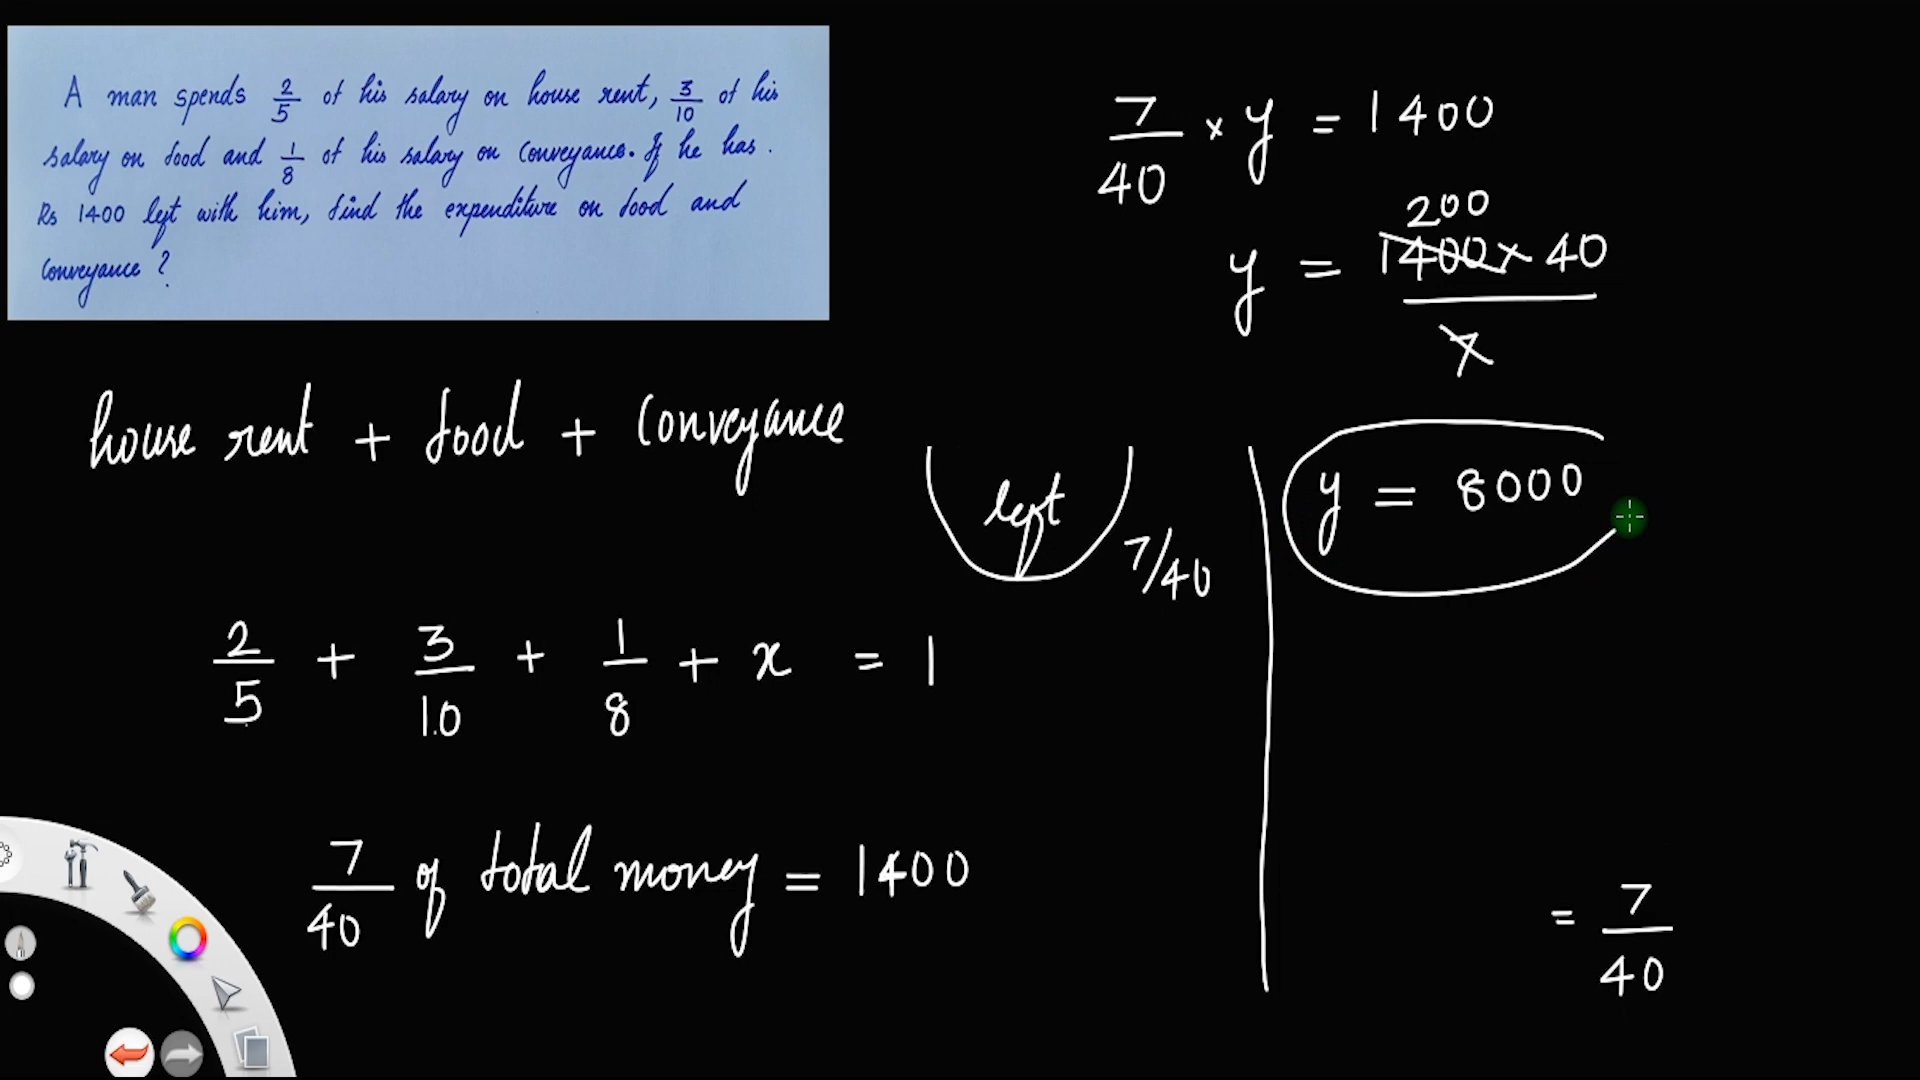 A man spends 2/5 of his salary on house rent, 3/10 of his
salary on food and 1/8 of his salary on conveyance. If he has.
Rs 1400 left with him, find the expenditure on food and
conveyance ?
house rent + food + conveyance
left
7/40
2/5 + 3/10 + 1/8 + x = 1
7/40 of total money = 1400
7/40 × y = 1400
200
y = 1400 × 40 / 7
y = 8000
= 7/40